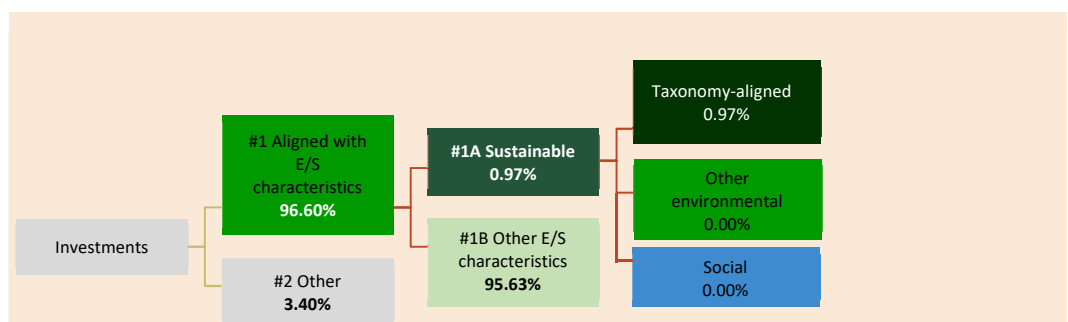 Investments
#1 Aligned with
E/S
characteristics
96.60%
#2 Other
3.40%
#1A Sustainable
0.97%
#1B Other E/S
characteristics
95.63%
Taxonomy-aligned
0.97%
Other
environmental
0.00%
Social
0.00%